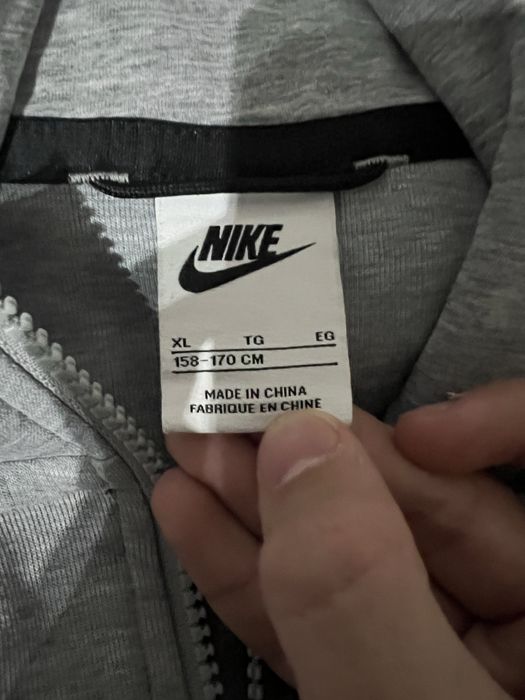 NIKE
XL TG EG
158-170 CM
MADE IN CHINA
FABRIQUE EN CHINE